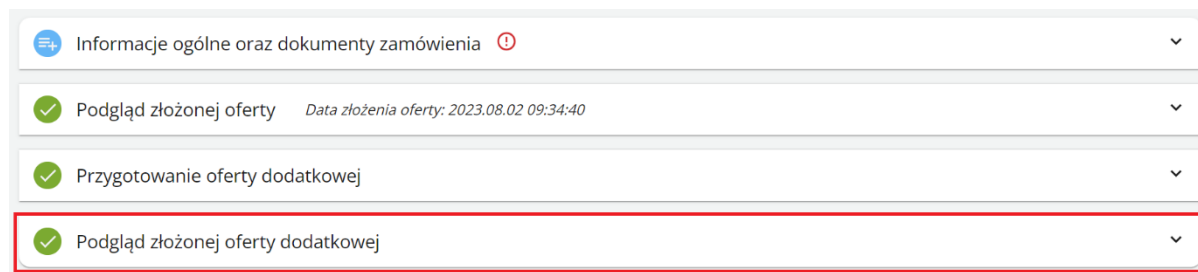 Informacje ogólne oraz dokumenty zamówienia
Podgląd złożonej oferty Data złożenia oferty: 2023.08.02 09:34:40
Przygotowanie oferty dodatkowej
Podgląd złożonej oferty dodatkowej